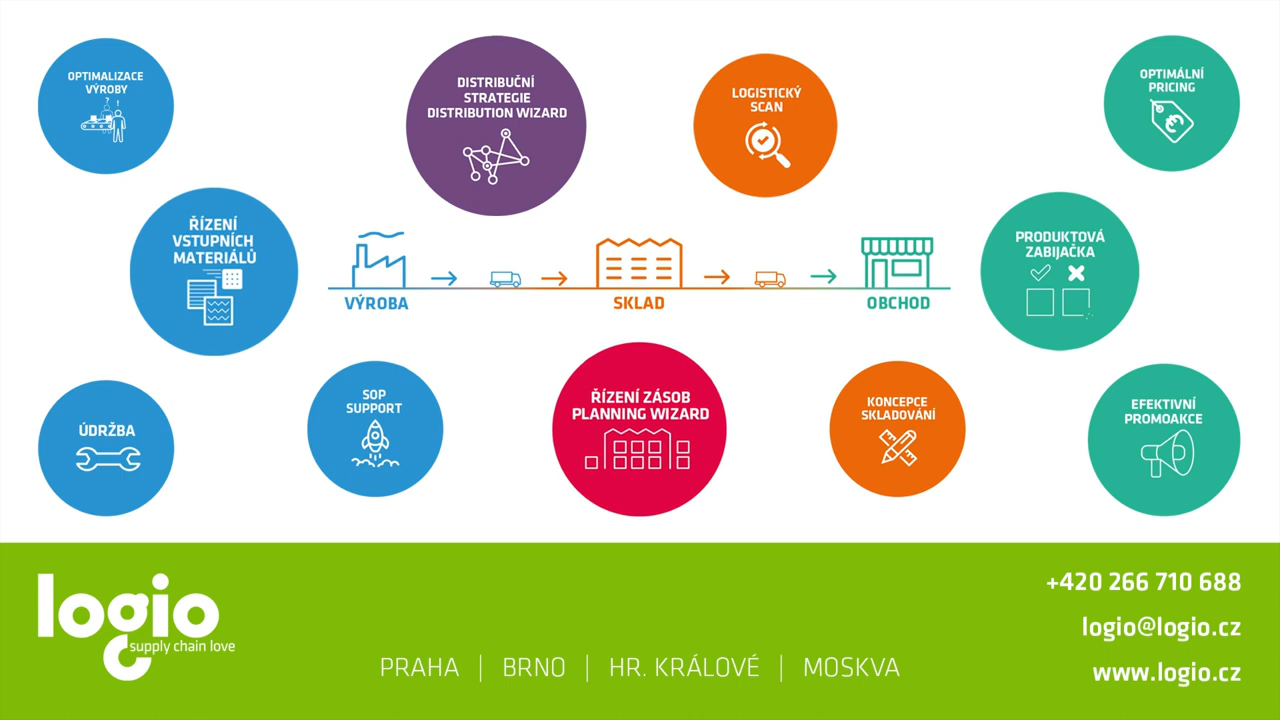 OPTIMALIZACE
VÝROBY
DISTRIBUČNÍ
STRATEGIE
DISTRIBUTION WIZARD
LOGISTICKÝ
SCAN
OPTIMÁLNÍ
PRICING
ŘÍZENÍ
VSTUPNÍCH
MATERIÁLŮ
PRODUKTOVÁ
ZABIJAČKA
VÝROBA
SKLAD
OBCHOD
ÚDRŽBA
SOP
SUPPORT
ŘÍZENÍ ZÁSOB
PLANNING WIZARD
KONCEPCE
SKLADOVÁNÍ
EFEKTIVNÍ
PROMOAKCE
logio
supply chain love
PRAHA | BRNO | HR. KRÁLOVÉ | MOSKVA
+420 266 710 688
logio@logio.cz
www.logio.cz